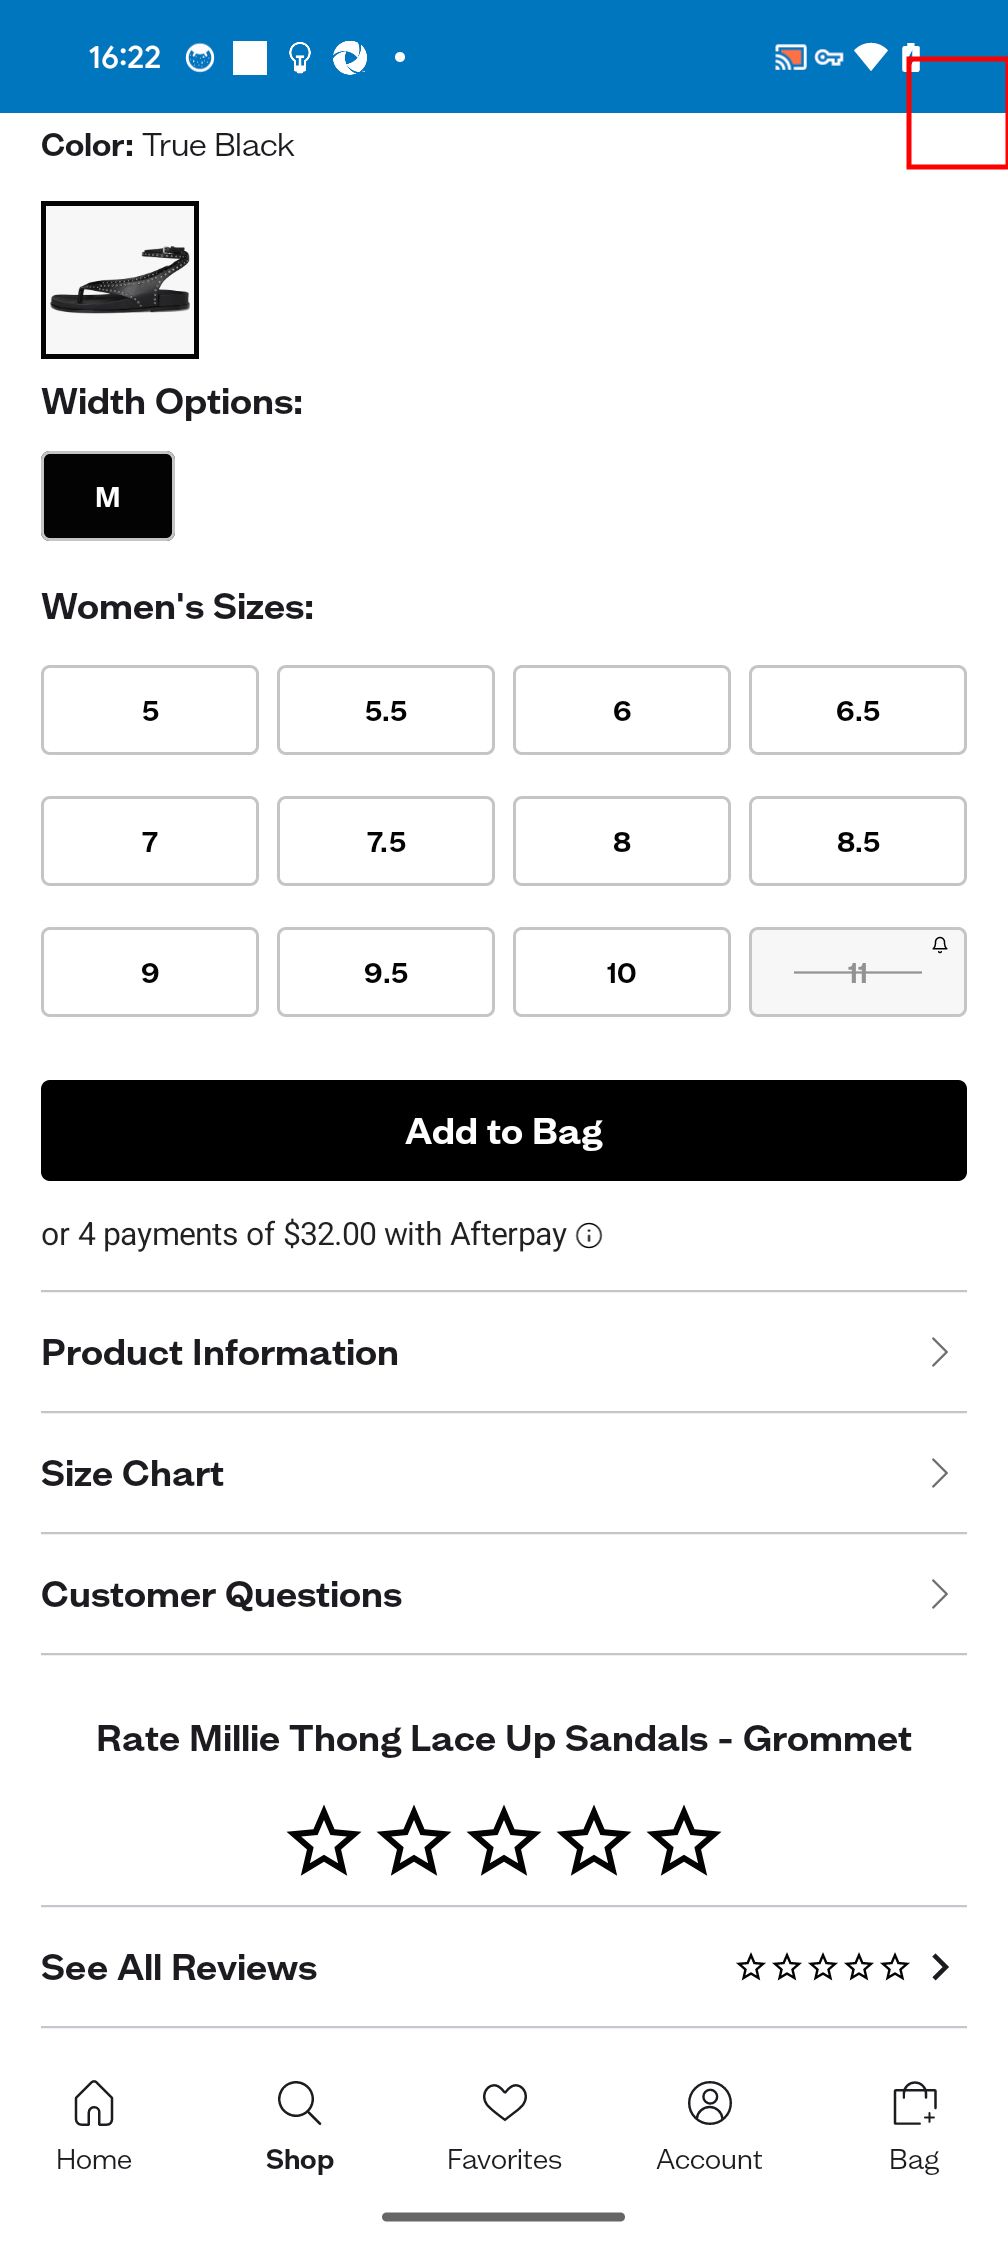 16:22
Color: True Black
Width Options:
M
Women's Sizes:
5 5.5 6 6.5
7 7.5 8 8.5
9 9.5 10 11
Add to Bag
or 4 payments of $32.00 with Afterpay
Product Information
Size Chart
Customer Questions
Rate Millie Thong Lace Up Sandals - Grommet
See All Reviews
Home Shop Favorites Account Bag